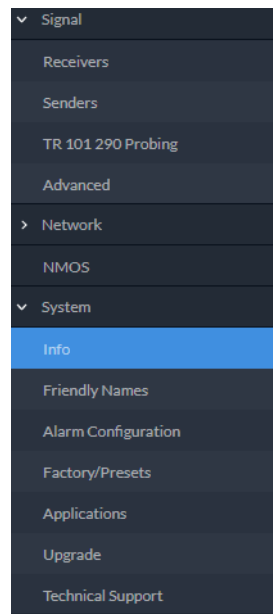 Signal
Receivers
Senders
TR 101 290 Probing
Advanced
Network
NMOS
System
Info
Friendly Names
Alarm Configuration
Factory/Presets
Applications
Upgrade
Technical Support